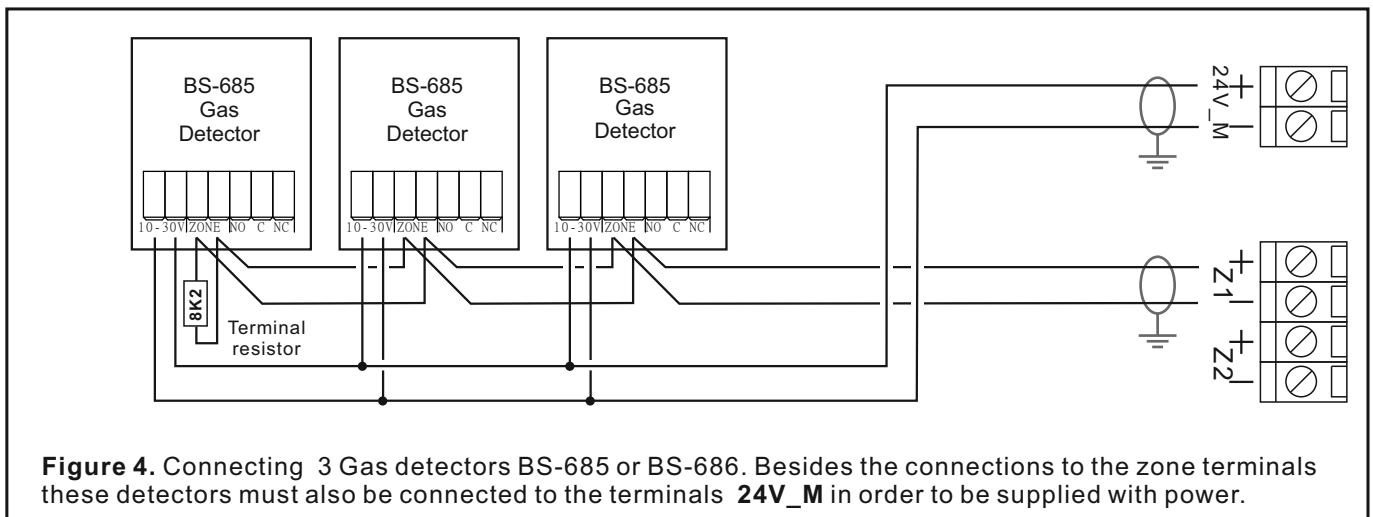 BS-685
Gas
Detector
BS-685
Gas
Detector
BS-685
Gas
Detector
10-30V ZONE NO C NC
10-30V ZONE NO C NC
10-30V ZONE NO C NC
8K2
Terminal
resistor
24V_M
+
–
Z1
+
–
Z2
+
–
Figure 4. Connecting 3 Gas detectors BS-685 or BS-686. Besides the connections to the zone terminals
these detectors must also be connected to the terminals 24V_M in order to be supplied with power.